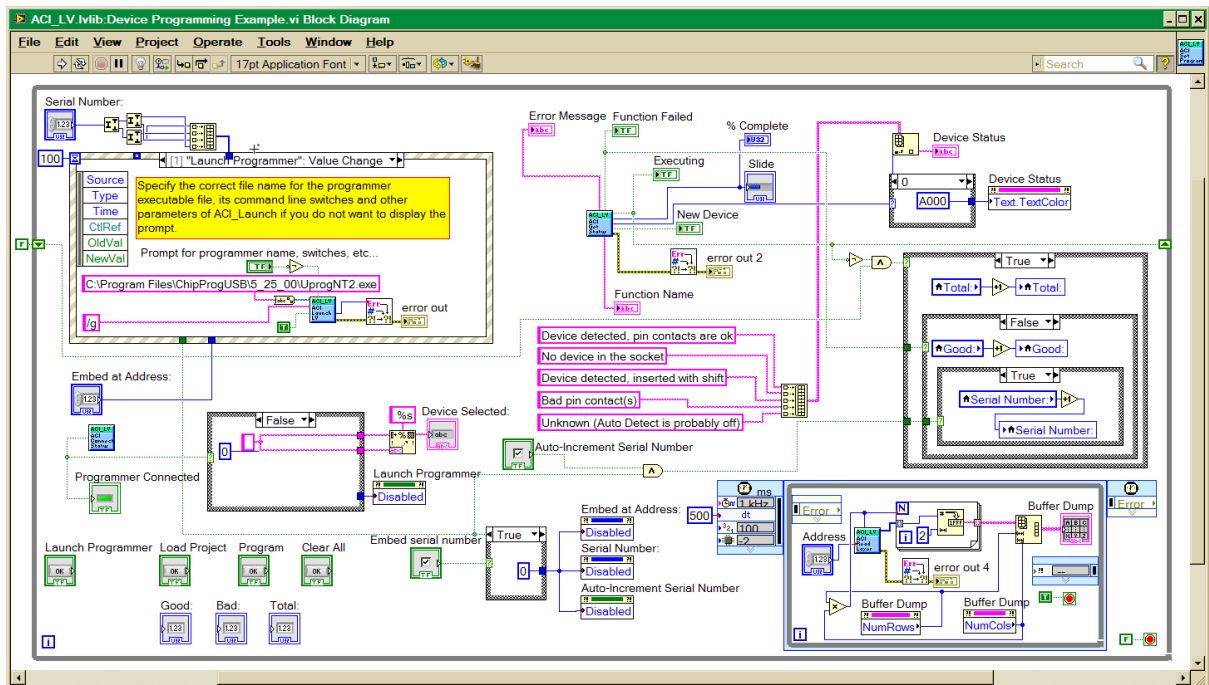 ACI_LV.lvlib:Device Programming Example.vi Block Diagram
File Edit View Project Operate Tools Window Help
17pt Application Font
Search
Serial Number:
100
[1] "Launch Programmer": Value Change
Source
Type
Time
CtlRef
OldVal
NewVal
Specify the correct file name for the programmer
executable file, its command line switches and other
parameters of ACI_Launch if you do not want to display the
prompt.
Prompt for programmer name, switches, etc...
C:\Program Files\ChipProgUSB\5_25_00\UprogNT2.exe
/g
error out
Error Message
Function Failed
% Complete
Executing
Slide
New Device
error out 2
Function Name
Device Status
0
A000
Device Status
Text.TextColor
True
Total:
+1
Total:
False
Good:
+1
Good:
True
Serial Number:
+1
Serial Number:
Device detected, pin contacts are ok
No device in the socket
Device detected, inserted with shift
Bad pin contact(s)
Unknown (Auto Detect is probably off)
Embed at Address:
False
0
%s
Device Selected:
Programmer Connected
Launch Programmer
Disabled
Auto-Increment Serial Number
Launch Programmer
Load Project
Program
Clear All
OK
OK
OK
OK
Good:
Bad:
Total:
Embed serial number
True
0
Embed at Address:
Disabled
Serial Number:
Disabled
Auto-Increment Serial Number
Disabled
500
ms
1 kHz
dt
100
-2
Error
Address
N
i
2
error out 4
Buffer Dump
Buffer Dump
NumRows
Buffer Dump
NumCols
Error
i
i